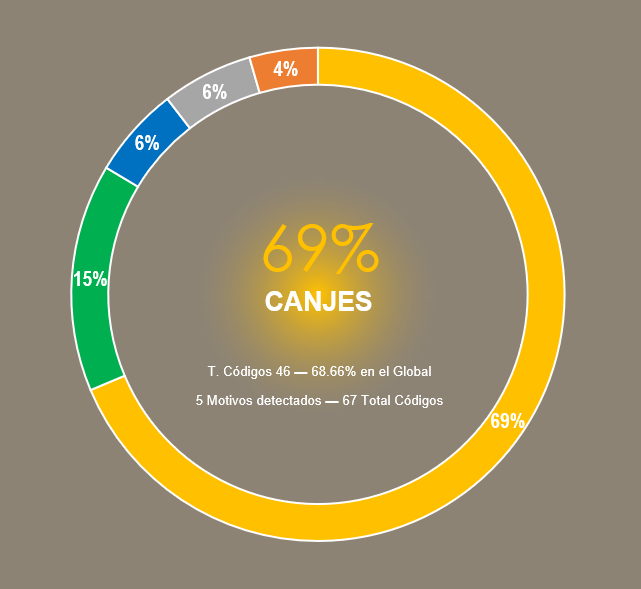 4%
6%
6%
15%
69%
CANJES
T. Códigos 46 — 68.66% en el Global
5 Motivos detectados — 67 Total Códigos
69%